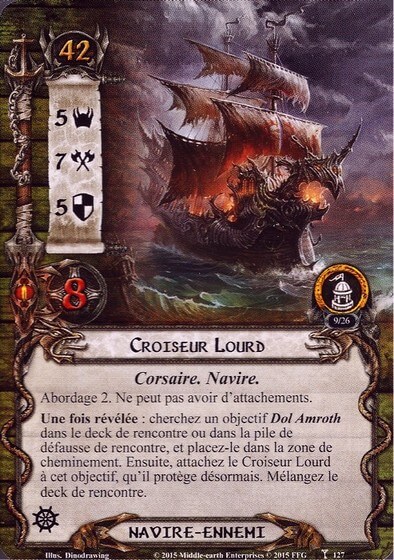 42
5
7
5
8
9/26
Croiseur Lourd
Corsaire. Navire.
Abordage 2. Ne peut pas avoir d'attachements.
Une fois révélée : cherchez un objectif Dol Amroth
dans le deck de rencontre ou dans la pile de
défausse de rencontre, et placez-le dans la zone de
cheminement. Ensuite, attachez le Croiseur Lourd
à cet objectif, qu'il protège désormais. Mélangez le
deck de rencontre.
NAVIRE-ENNEMI
Illus. Dinodrawing
© 2015 Middle-earth Enterprises © 2015 FFG
127